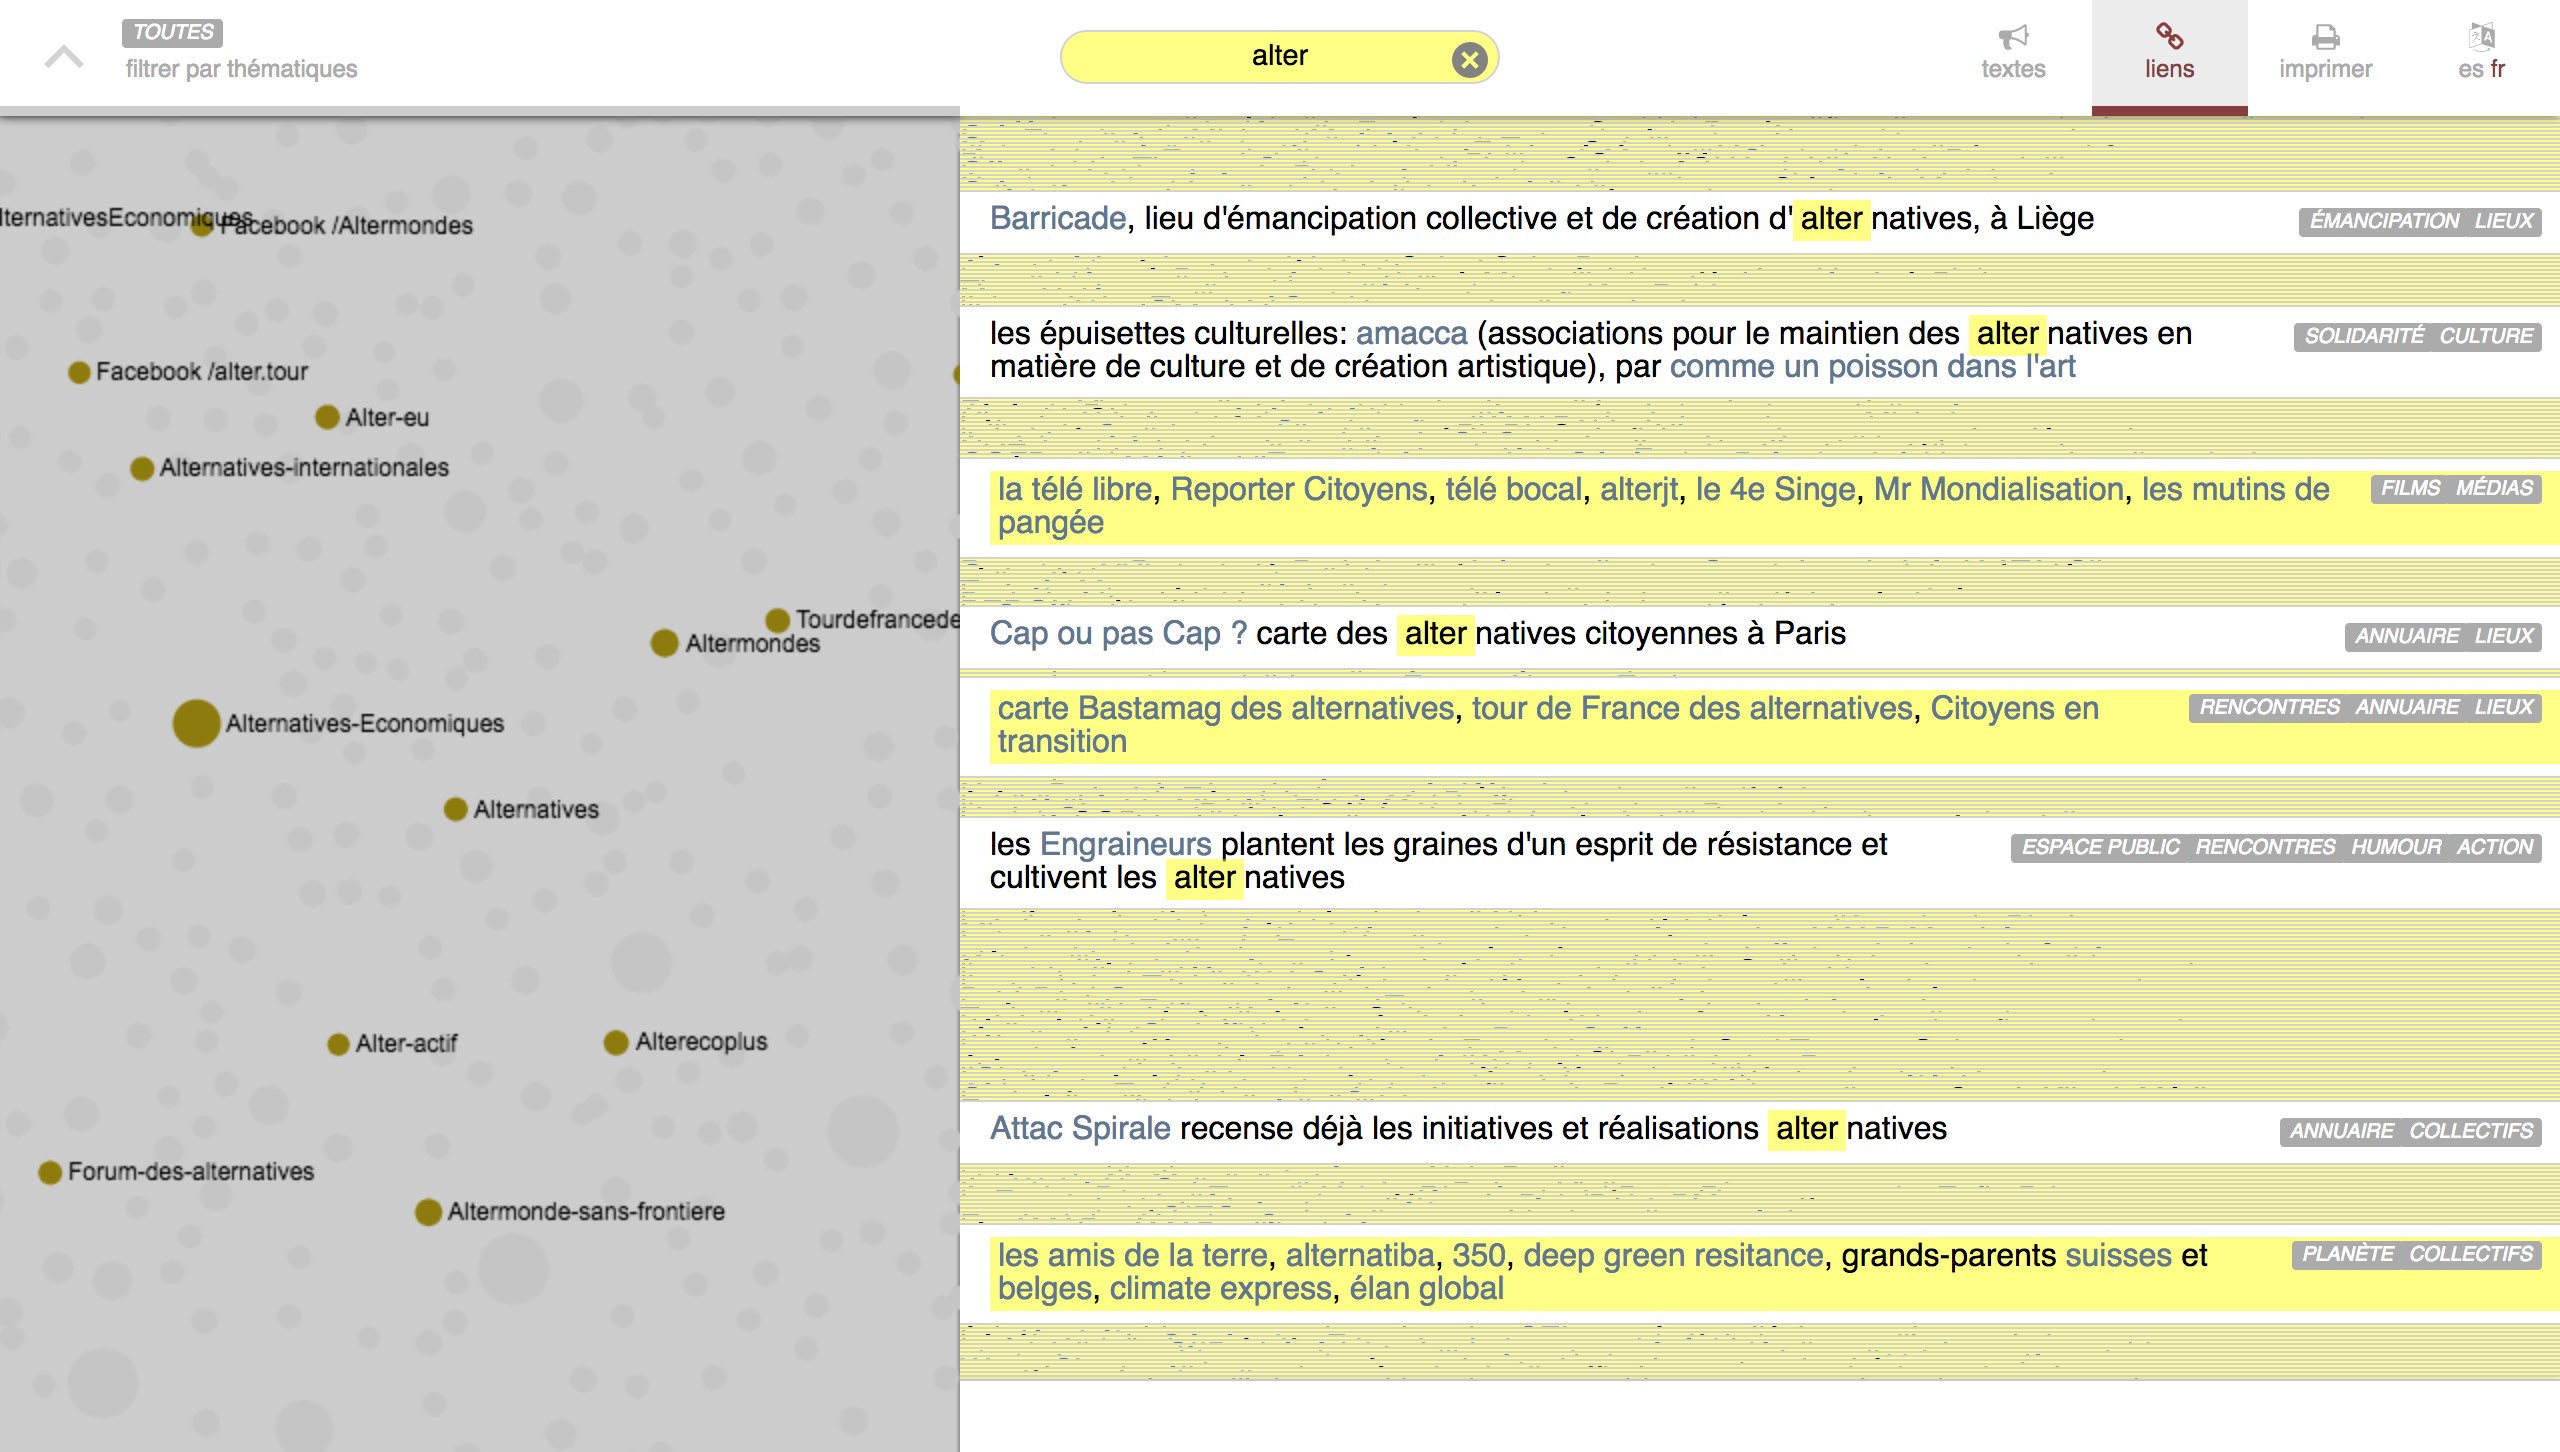 TOUTES
filtrer par thématiques
alter
textes
liens
imprimer
es fr
lternativesEconomiques
Facebook /Altermondes
Facebook /alter.tour
Alter-eu
Alternatives-internationales
Tourdefrancede
Altermondes
Alternatives-Economiques
Alternatives
Alter-actif
Alterecoplus
Forum-des-alternatives
Altermonde-sans-frontiere
Barricade, lieu d'émancipation collective et de création d' alter natives, à Liège
ÉMANCIPATION LIEUX
les épuisettes culturelles: amacca (associations pour le maintien des alter natives en
matière de culture et de création artistique), par comme un poisson dans l'art
SOLIDARITÉ CULTURE
la télé libre, Reporter Citoyens, télé bocal, alterjt, le 4e Singe, Mr Mondialisation, les mutins de
pangée
FILMS MÉDIAS
Cap ou pas Cap ? carte des alter natives citoyennes à Paris
ANNUAIRE LIEUX
carte Bastamag des alternatives, tour de France des alternatives, Citoyens en
transition
RENCONTRES ANNUAIRE LIEUX
les Engraineurs plantent les graines d'un esprit de résistance et
cultivent les alter natives
ESPACE PUBLIC RENCONTRES HUMOUR ACTION
Attac Spirale recense déjà les initiatives et réalisations alter natives
ANNUAIRE COLLECTIFS
les amis de la terre, alternatiba, 350, deep green resitance, grands-parents suisses et
belges, climate express, élan global
PLANÈTE COLLECTIFS